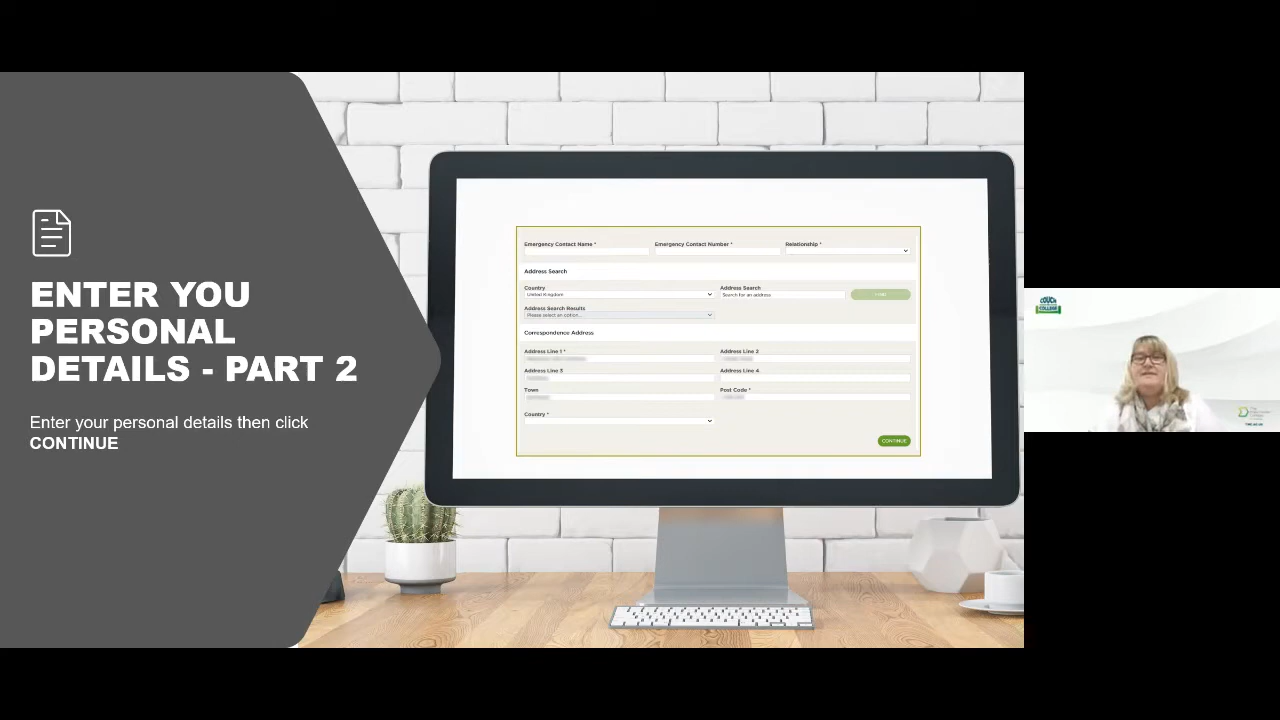 ENTER YOU
PERSONAL
DETAILS - PART 2
Enter your personal details then click
CONTINUE
Emergency Contact Name *
Emergency Contact Number *
Relationship *
Address Search
Country
Address Search
United Kingdom
Search for an address
Address Search Results
Please select an option...
Correspondence Address
Address Line 1 *
Address Line 2
Address Line 3
Address Line 4
Town
Post Code *
Country *
CONTINUE
COUCH
COLLEGE